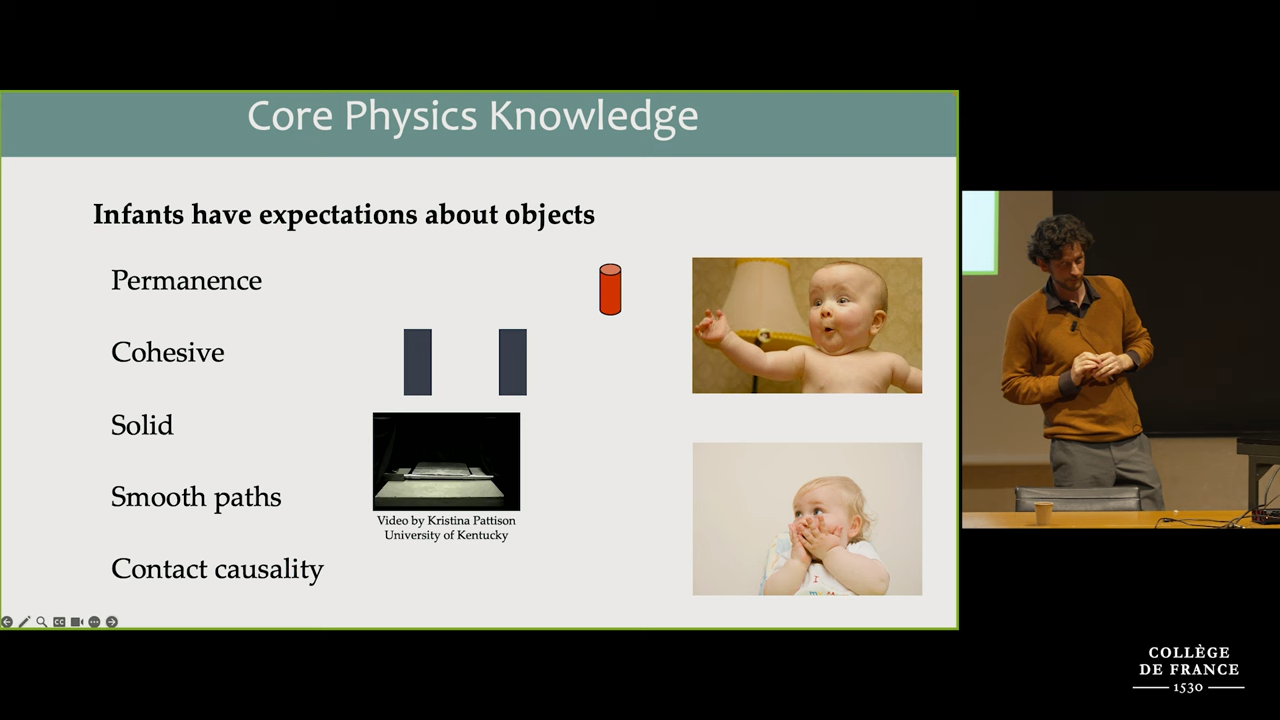 Core Physics Knowledge
Infants have expectations about objects
Permanence
Cohesive
Solid
Smooth paths
Contact causality
Video by Kristina Pattison
University of Kentucky
COLLÈGE
DE FRANCE
1530